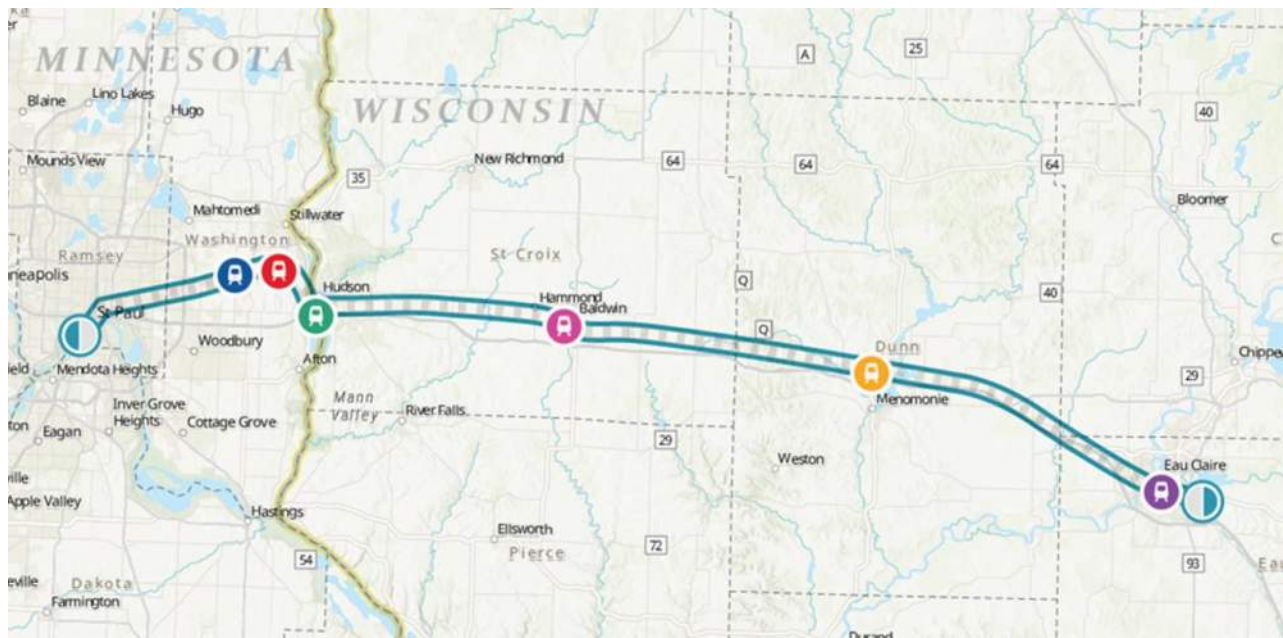 MINNESOTA
Lino Lakes
Blaine
Hugo
Mounds View
Mahtomedi
Stillwater
Washington
Ramsey
St Paul
Woodbury
Mendota Heights
Afton
Inver Grove
Heights
Cottage Grove
Eagan
Apple Valley
Hastings
Dakota
Farmington
WISCONSIN
A
25
40
35
New Richmond
64
64
64
Bloomer
St Croix
Q
40
Hudson
Hammond
Baldwin
Q
Dunn
29
Mann
Valley
River Falls
Menomonie
29
Weston
Eau Claire
Ellsworth
Pierce
72
54
93